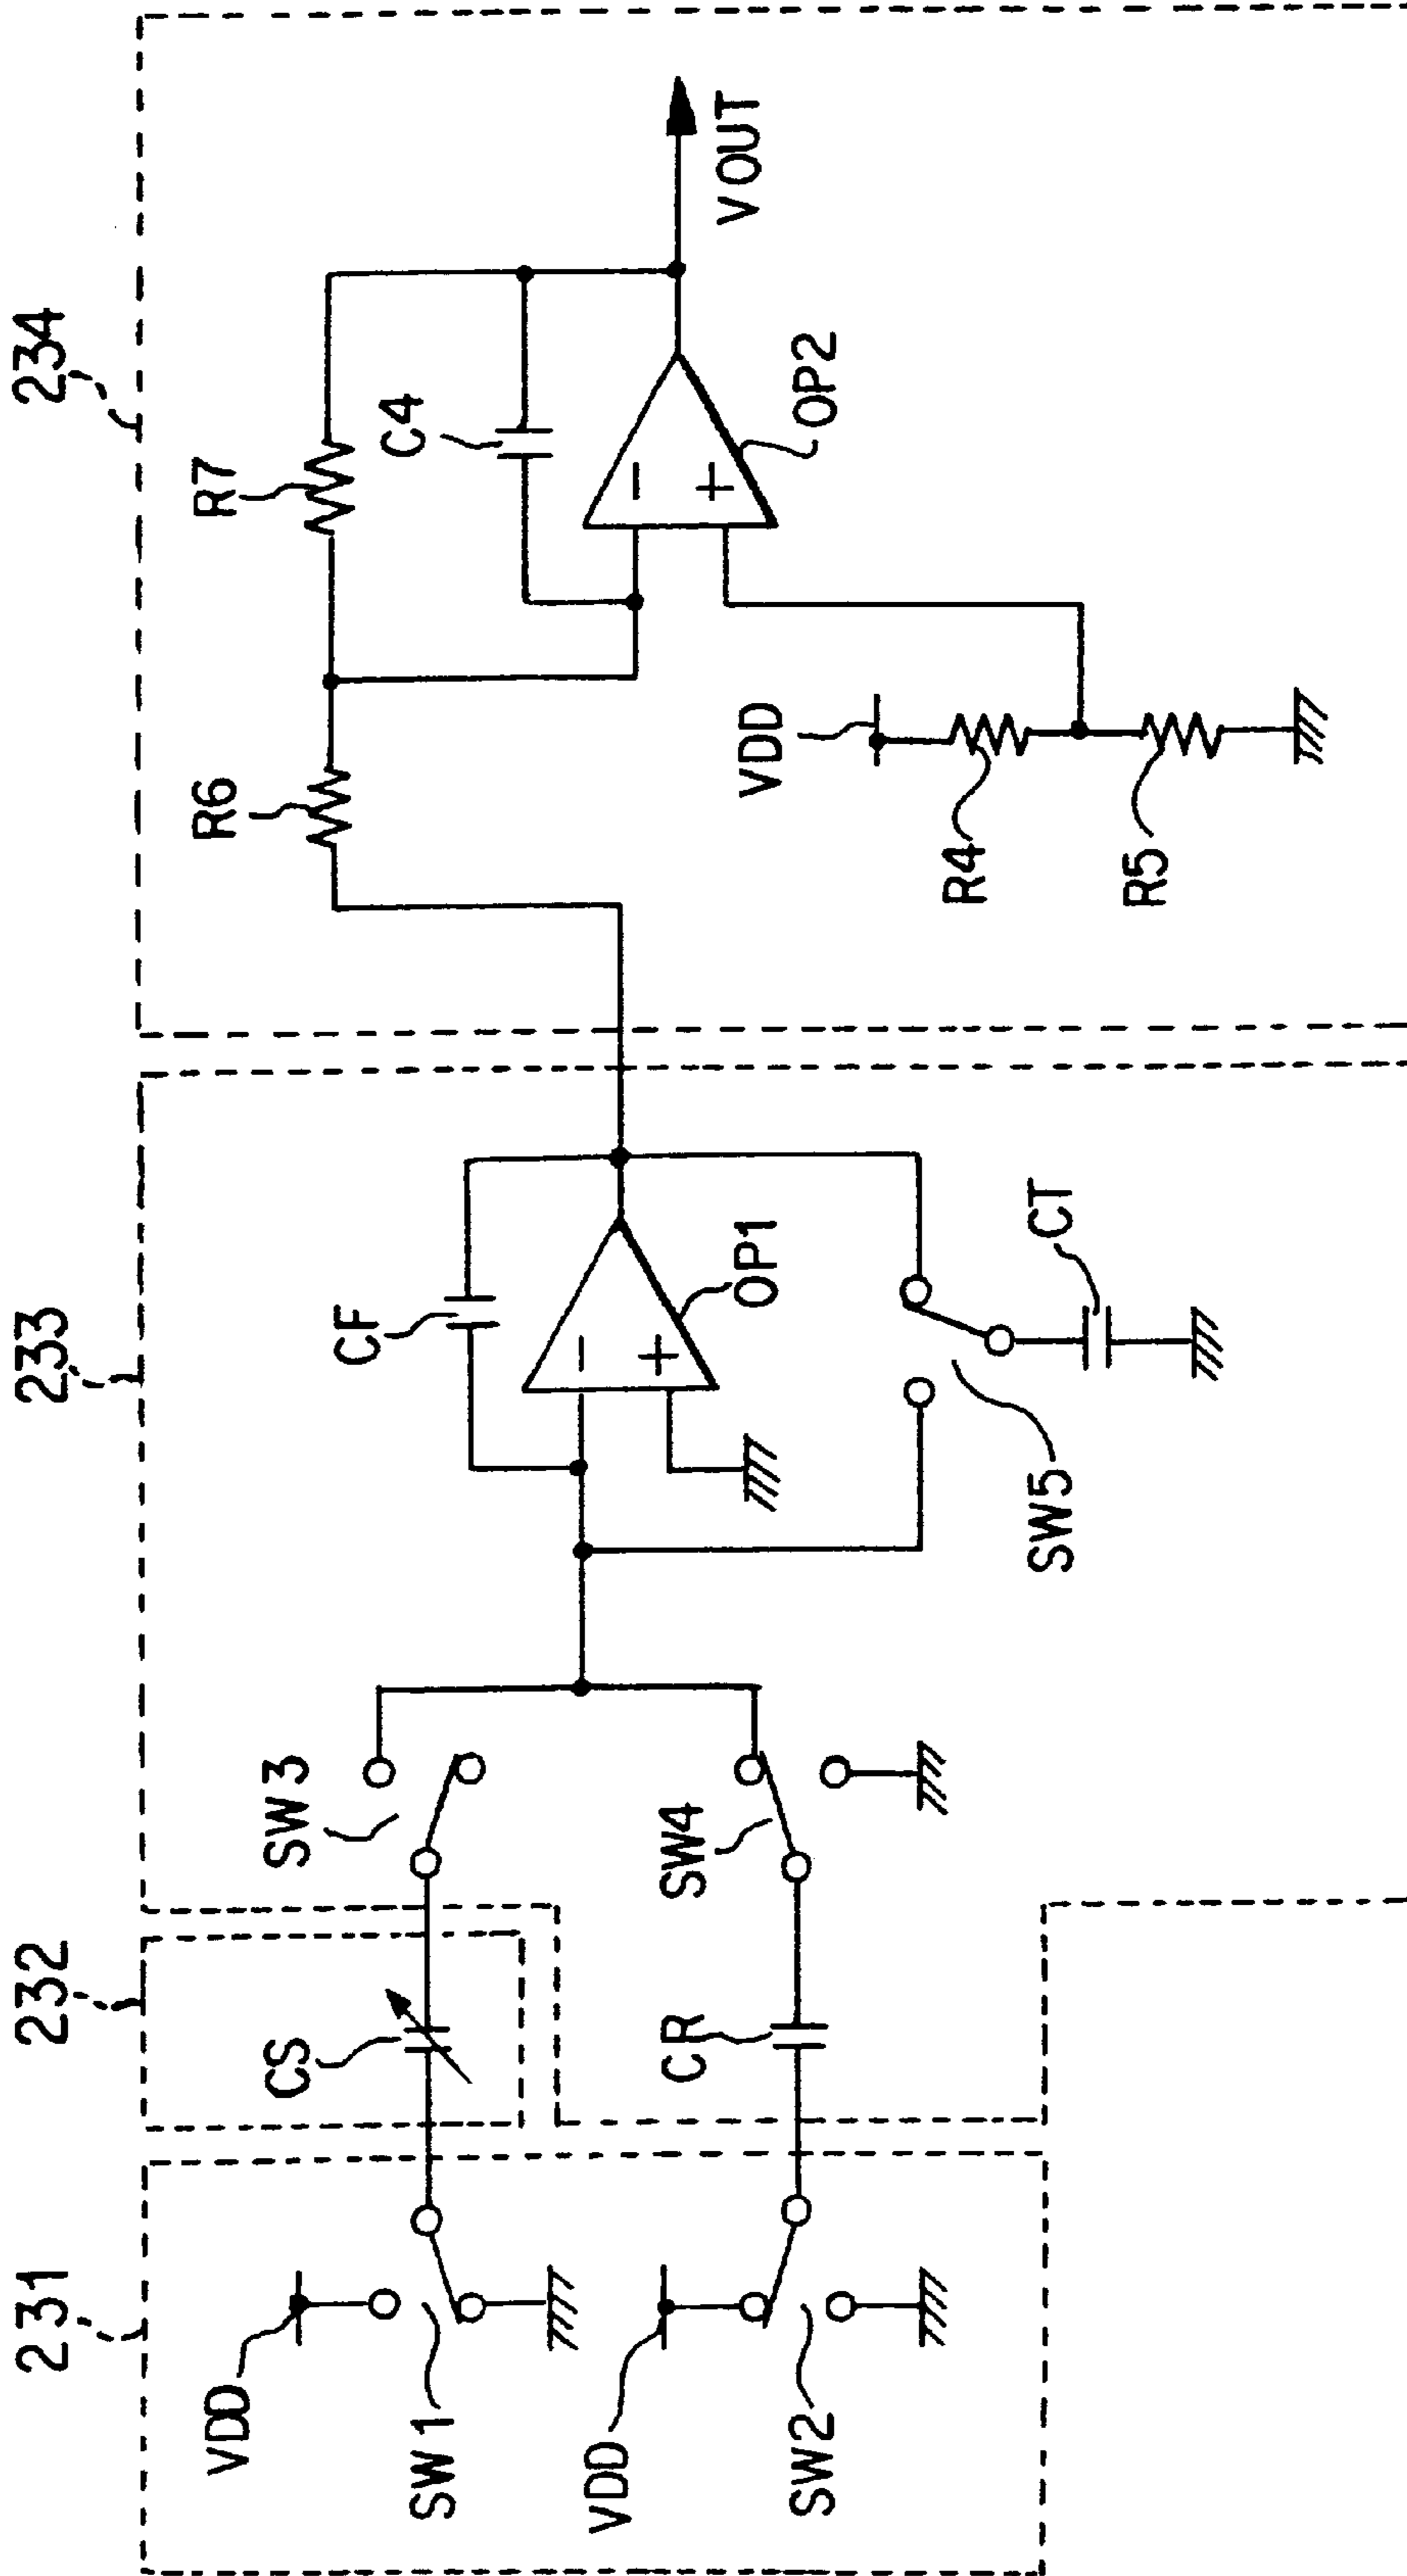 231
232
233
234
VDD
SW1
CS
SW3
CF
OP1
R6
R7
C4
OP2
VOUT
VDD
SW2
CR
SW4
SW5
CT
VDD
R4
R5